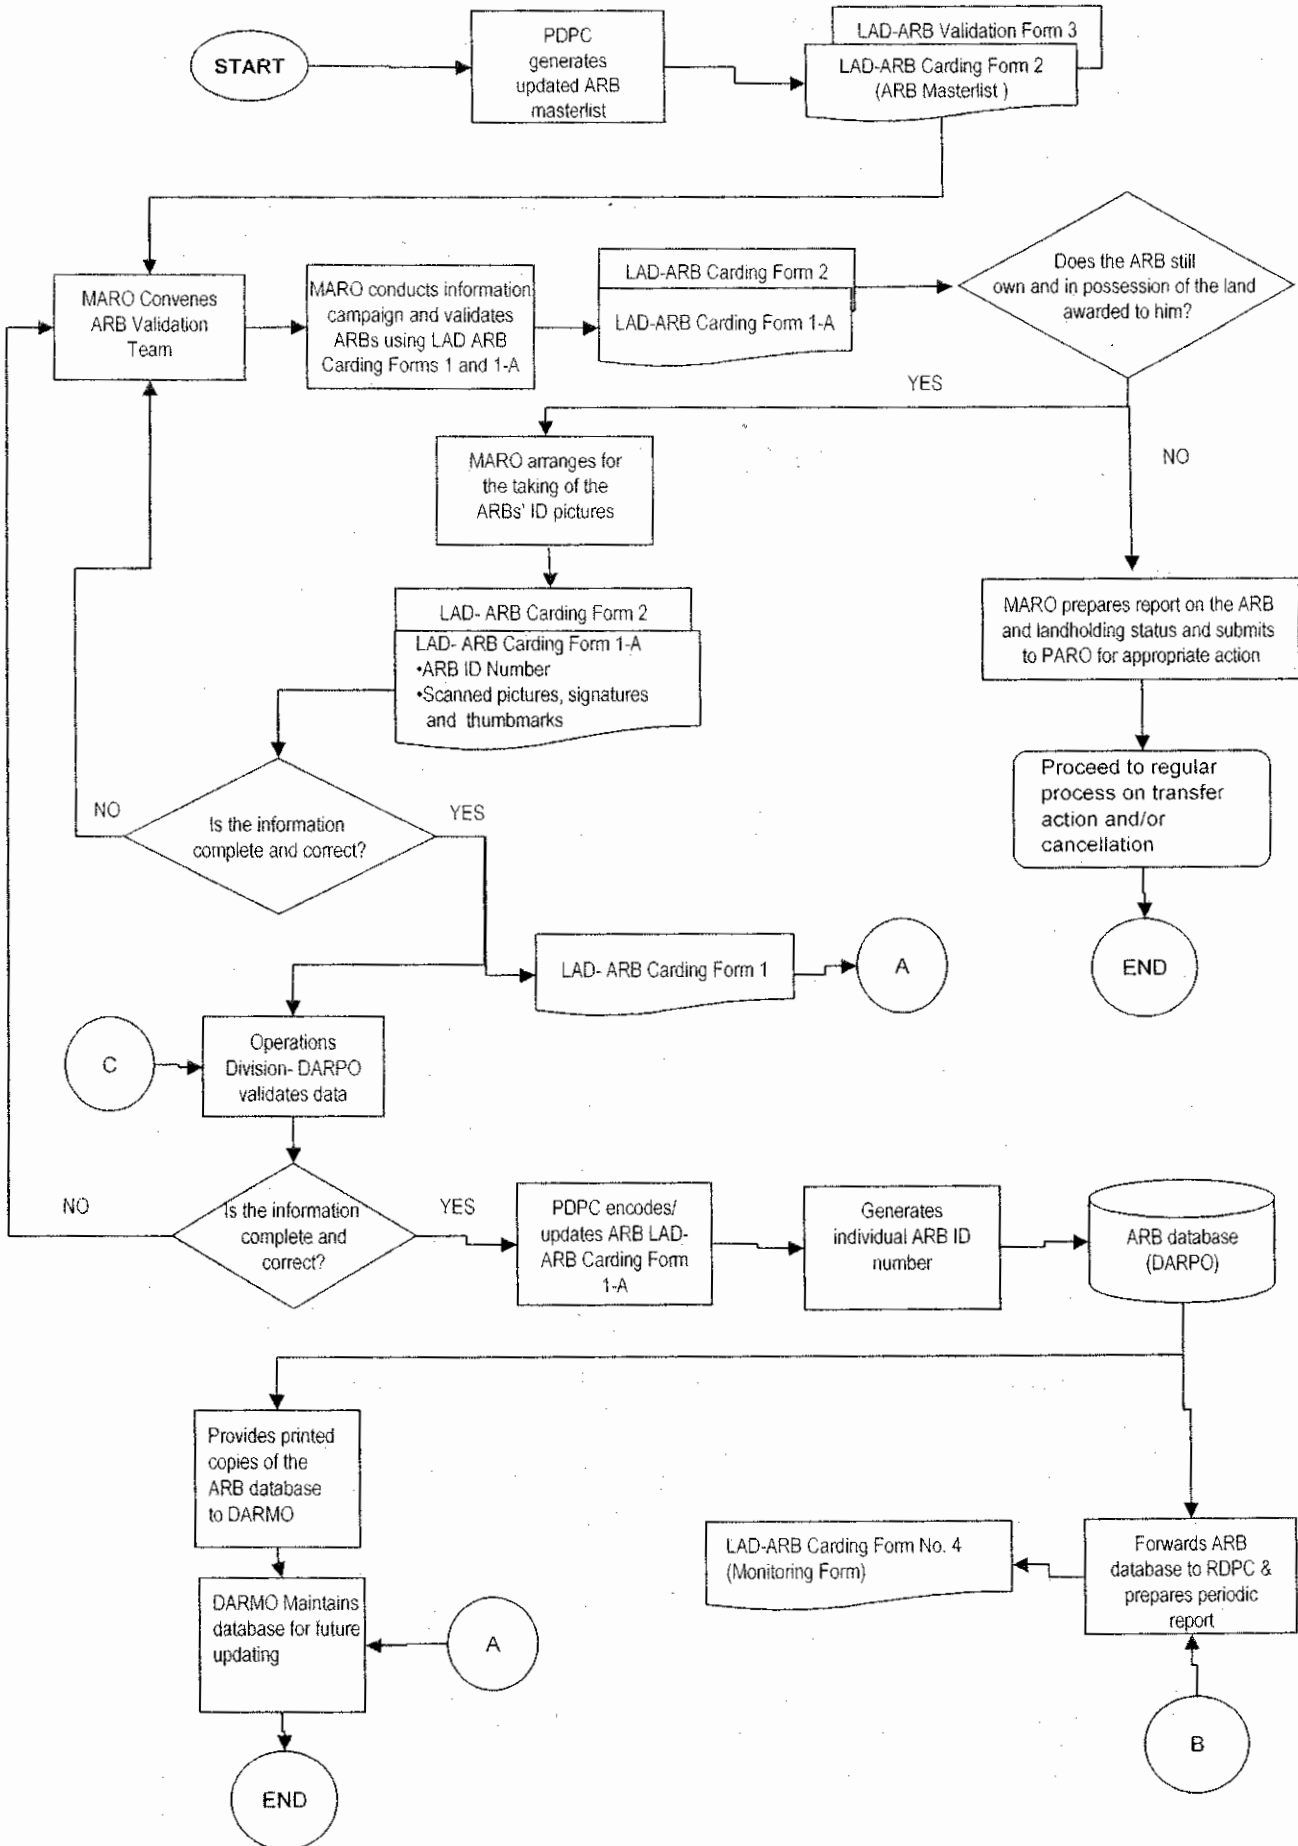 START
PDPC
generates
updated ARB
masterlist
LAD-ARB Validation Form 3
LAD-ARB Carding Form 2
(ARB Masterlist )
MARO Convenes
ARB Validation
Team
MARO conducts information
campaign and validates
ARBs using LAD ARB
Carding Forms 1 and 1-A
LAD-ARB Carding Form 2
LAD-ARB Carding Form 1-A
Does the ARB still
own and in possession of the land
awarded to him?
YES
NO
MARO arranges for
the taking of the
ARBs' ID pictures
LAD- ARB Carding Form 2
LAD- ARB Carding Form 1-A
•ARB ID Number
•Scanned pictures, signatures
and thumbmarks
MARO prepares report on the ARB
and landholding status and submits
to PARO for appropriate action
Proceed to regular
process on transfer
action and/or
cancellation
END
NO
Is the information
complete and correct?
YES
LAD- ARB Carding Form 1
A
C
Operations
Division- DARPO
validates data
NO
Is the information
complete and
correct?
YES
PDPC encodes/
updates ARB LAD-
ARB Carding Form
1-A
Generates
individual ARB ID
number
ARB database
(DARPO)
Provides printed
copies of the
ARB database
to DARMO
DARMO Maintains
database for future
updating
A
END
LAD-ARB Carding Form No. 4
(Monitoring Form)
Forwards ARB
database to RDPC &
prepares periodic
report
B